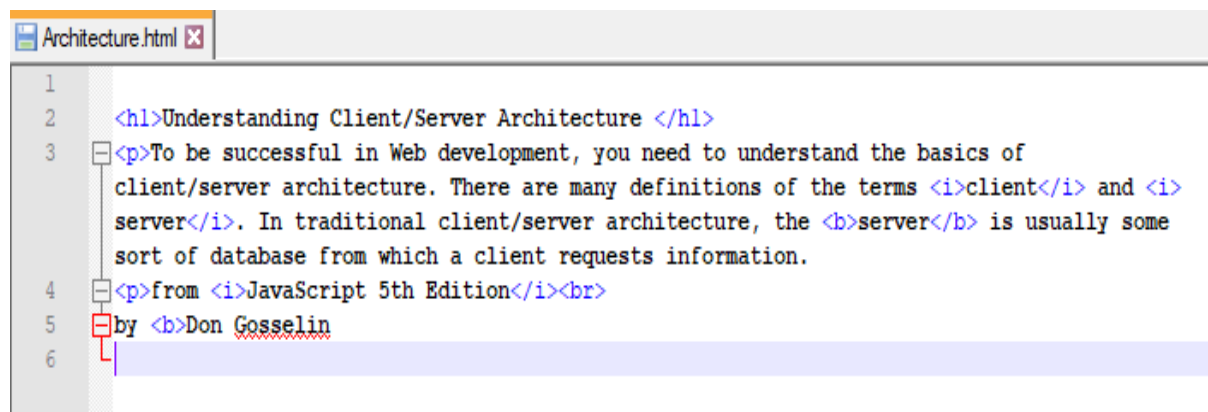 Architecture.html
1
2 <h1>Understanding Client/Server Architecture </h1>
3 <p>To be successful in Web development, you need to understand the basics of
client/server architecture. There are many definitions of the terms <i>client</i> and <i>
server</i>. In traditional client/server architecture, the <b>server</b> is usually some
sort of database from which a client requests information.
4 <p>from <i>JavaScript 5th Edition</i><br>
5 by <b>Don Gosselin
6